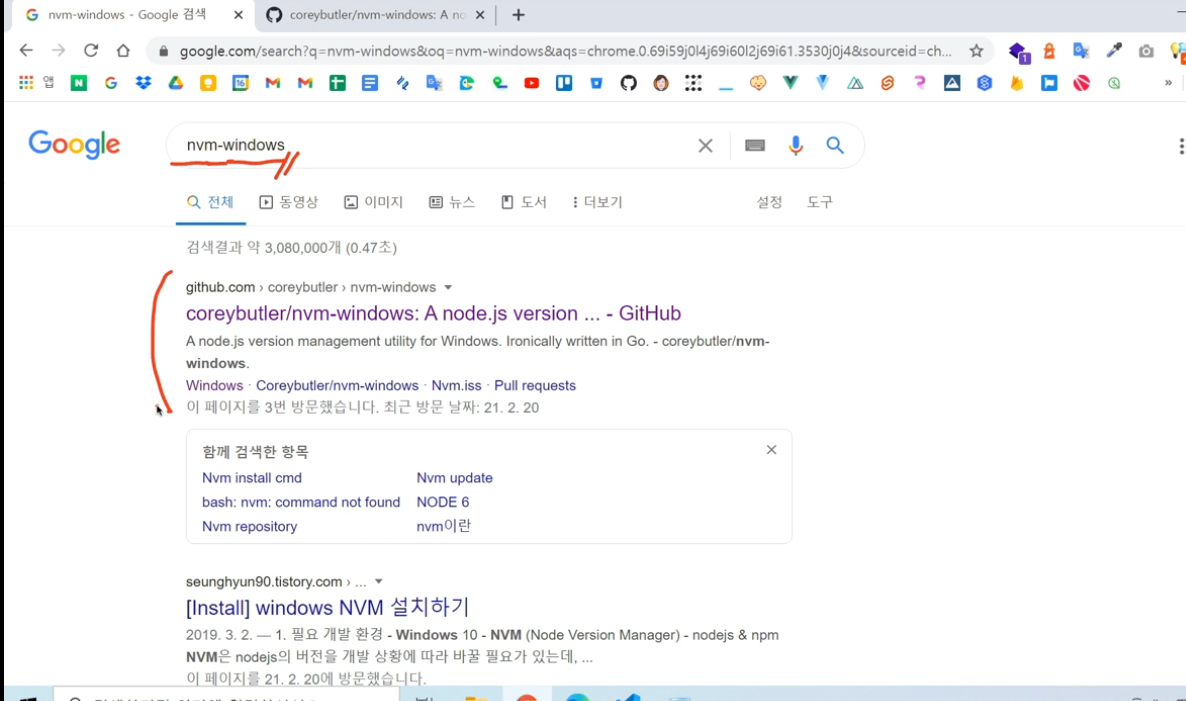 nvm-windows - Google 검색
coreybutler/nvm-windows: A no
google.com/search?q=nvm-windows&oq=nvm-windows&aqs=chrome.0.69i59j0l4j69i60l2j69i61.3530j0j4&sourceid=ch...
앱
Google
nvm-windows
전체 동영상 이미지 뉴스 도서 더보기 설정 도구
검색결과 약 3,080,000개 (0.47초)
github.com › coreybutler › nvm-windows
coreybutler/nvm-windows: A node.js version ... - GitHub
A node.js version management utility for Windows. Ironically written in Go. - coreybutler/nvm-
windows.
Windows · Coreybutler/nvm-windows · Nvm.iss · Pull requests
이 페이지를 3번 방문했습니다. 최근 방문 날짜: 21. 2. 20
함께 검색한 항목
Nvm install cmd Nvm update
bash: nvm: command not found NODE 6
Nvm repository nvm이란
seunghyun90.tistory.com › ...
[Install] windows NVM 설치하기
2019. 3. 2. — 1. 필요 개발 환경 - Windows 10 - NVM (Node Version Manager) - nodejs & npm
NVM은 nodejs의 버전을 개발 상황에 따라 바꿀 필요가 있는데, ...
이 페이지를 21. 2. 20에 방문했습니다.